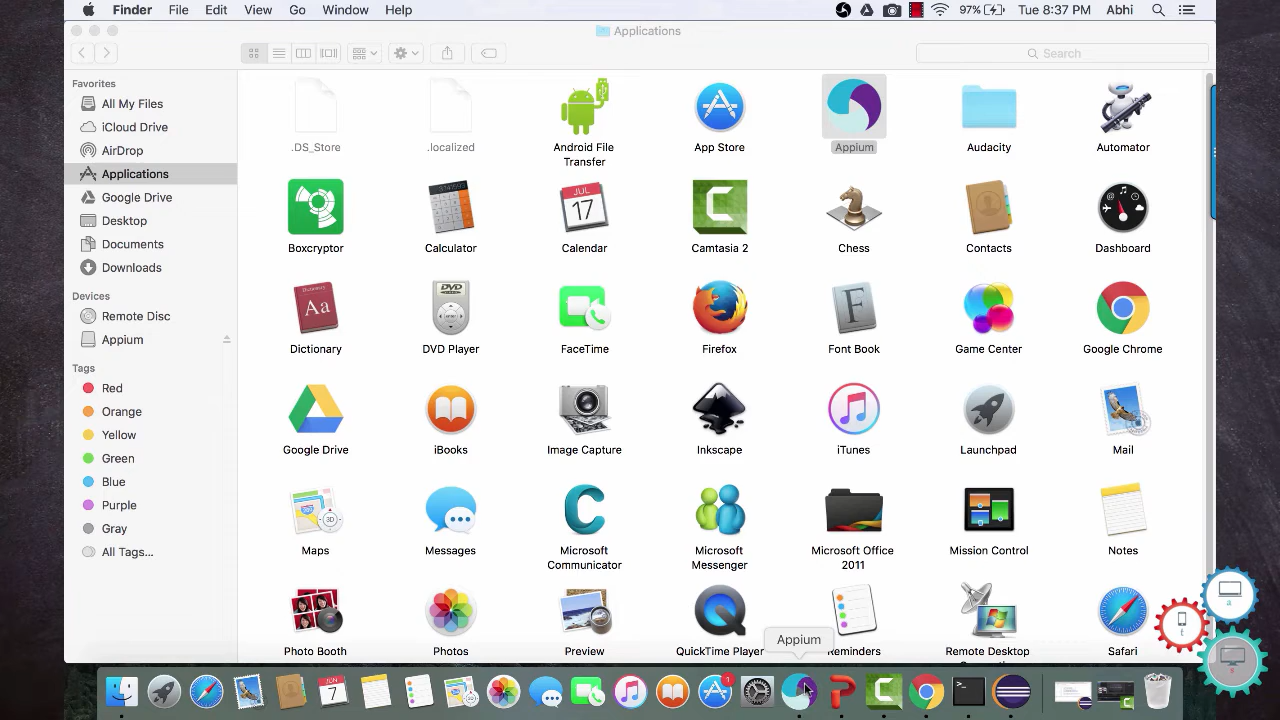 Finder File Edit View Go Window Help 97% Tue 8:37 PM Abhi
Applications
Search
Favorites
All My Files
iCloud Drive
AirDrop
Applications
Google Drive
Desktop
Documents
Downloads
Devices
Remote Disc
Appium
Tags
Red
Orange
Yellow
Green
Blue
Purple
Gray
All Tags...
.DS_Store .localized Android File App Store Appium Audacity Automator
Transfer
JUL
17
Boxcryptor Calculator Calendar Camtasia 2 Chess Contacts Dashboard
Dictionary
Aa
DVD
Dictionary DVD Player FaceTime Firefox Font Book Game Center Google Chrome
Google Drive iBooks Image Capture Inkscape iTunes Launchpad Mail
3D
Maps Messages Microsoft Microsoft Microsoft Office Mission Control Notes
Communicator Messenger 2011
Photo Booth Photos Preview QuickTime Player Reminders Remote Desktop Safari
Appium
7
1
a
t
s